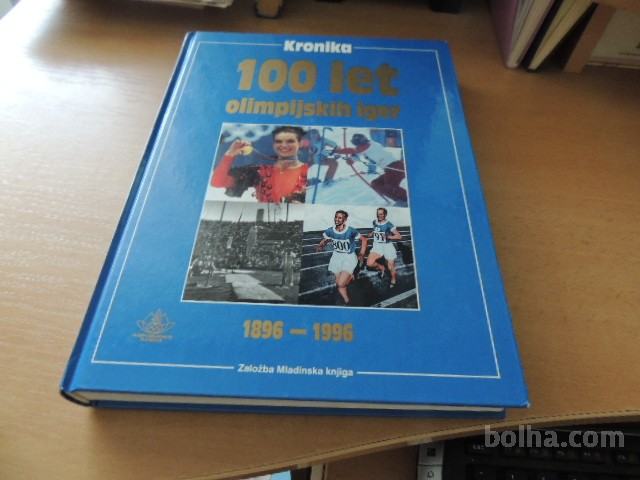 Kronika
100 let
olimpijskih iger
300
1896 – 1996
Založba Mladinska knjiga
bolha.com